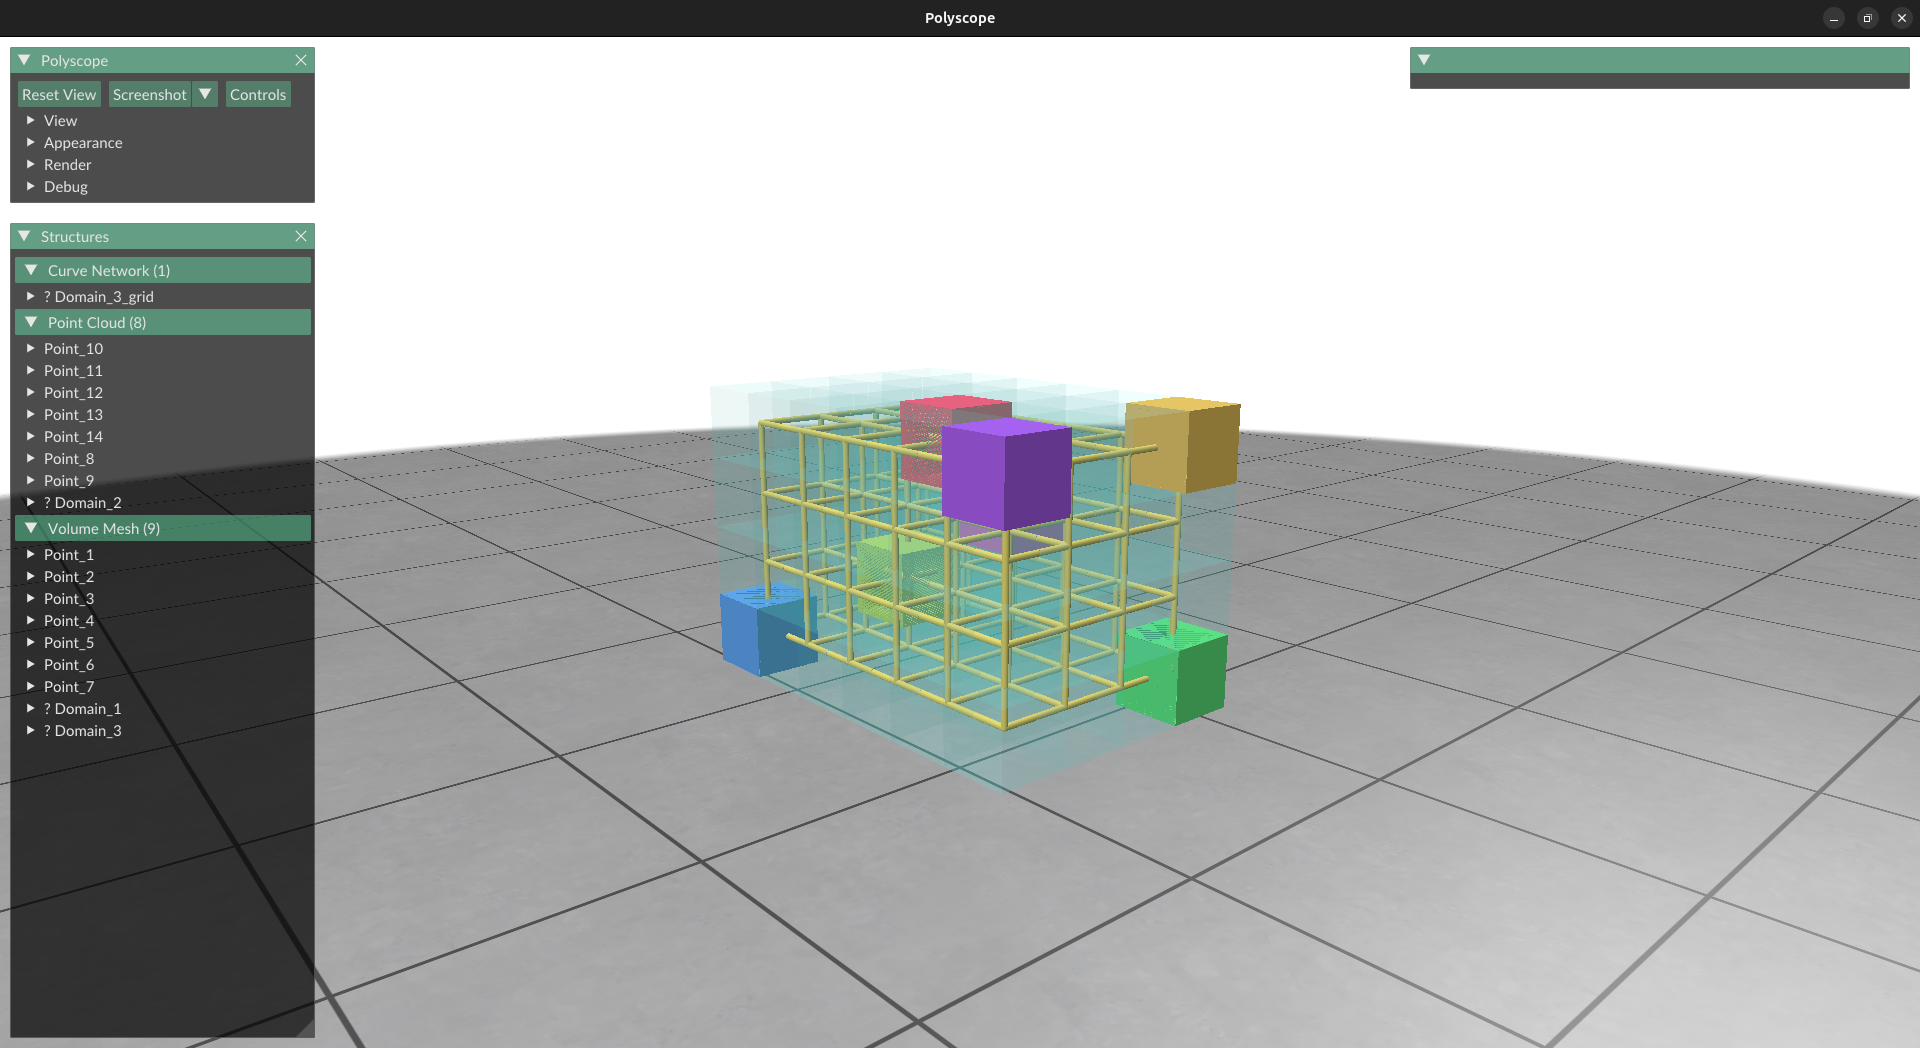 Polyscope
Polyscope
Reset View Screenshot Controls
View
Appearance
Render
Debug
Structures
Curve Network (1)
? Domain_3_grid
Point Cloud (8)
Point_10
Point_11
Point_12
Point_13
Point_14
Point_8
Point_9
? Domain_2
Volume Mesh (9)
Point_1
Point_2
Point_3
Point_4
Point_5
Point_6
Point_7
? Domain_1
? Domain_3